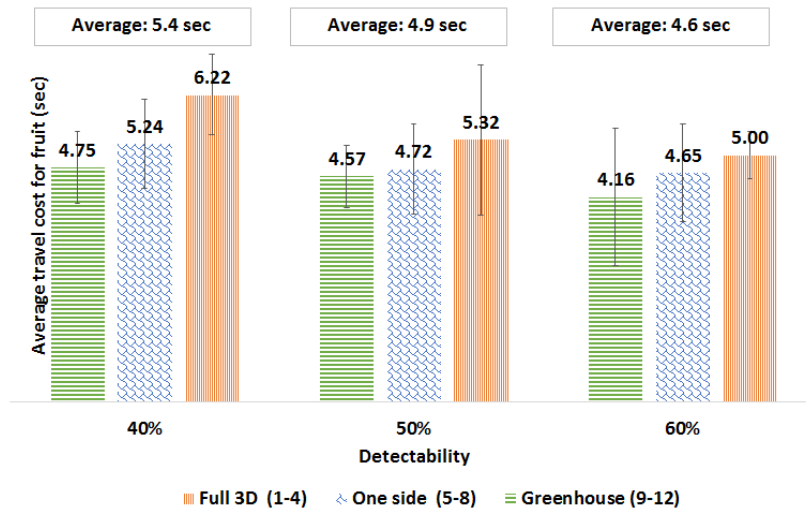 Average: 5.4 sec
Average: 4.9 sec
Average: 4.6 sec
Average travel cost for fruit (sec)
4.75
5.24
6.22
4.57
4.72
5.32
4.16
4.65
5.00
40%
50%
60%
Detectability
Full 3D (1-4)
One side (5-8)
Greenhouse (9-12)